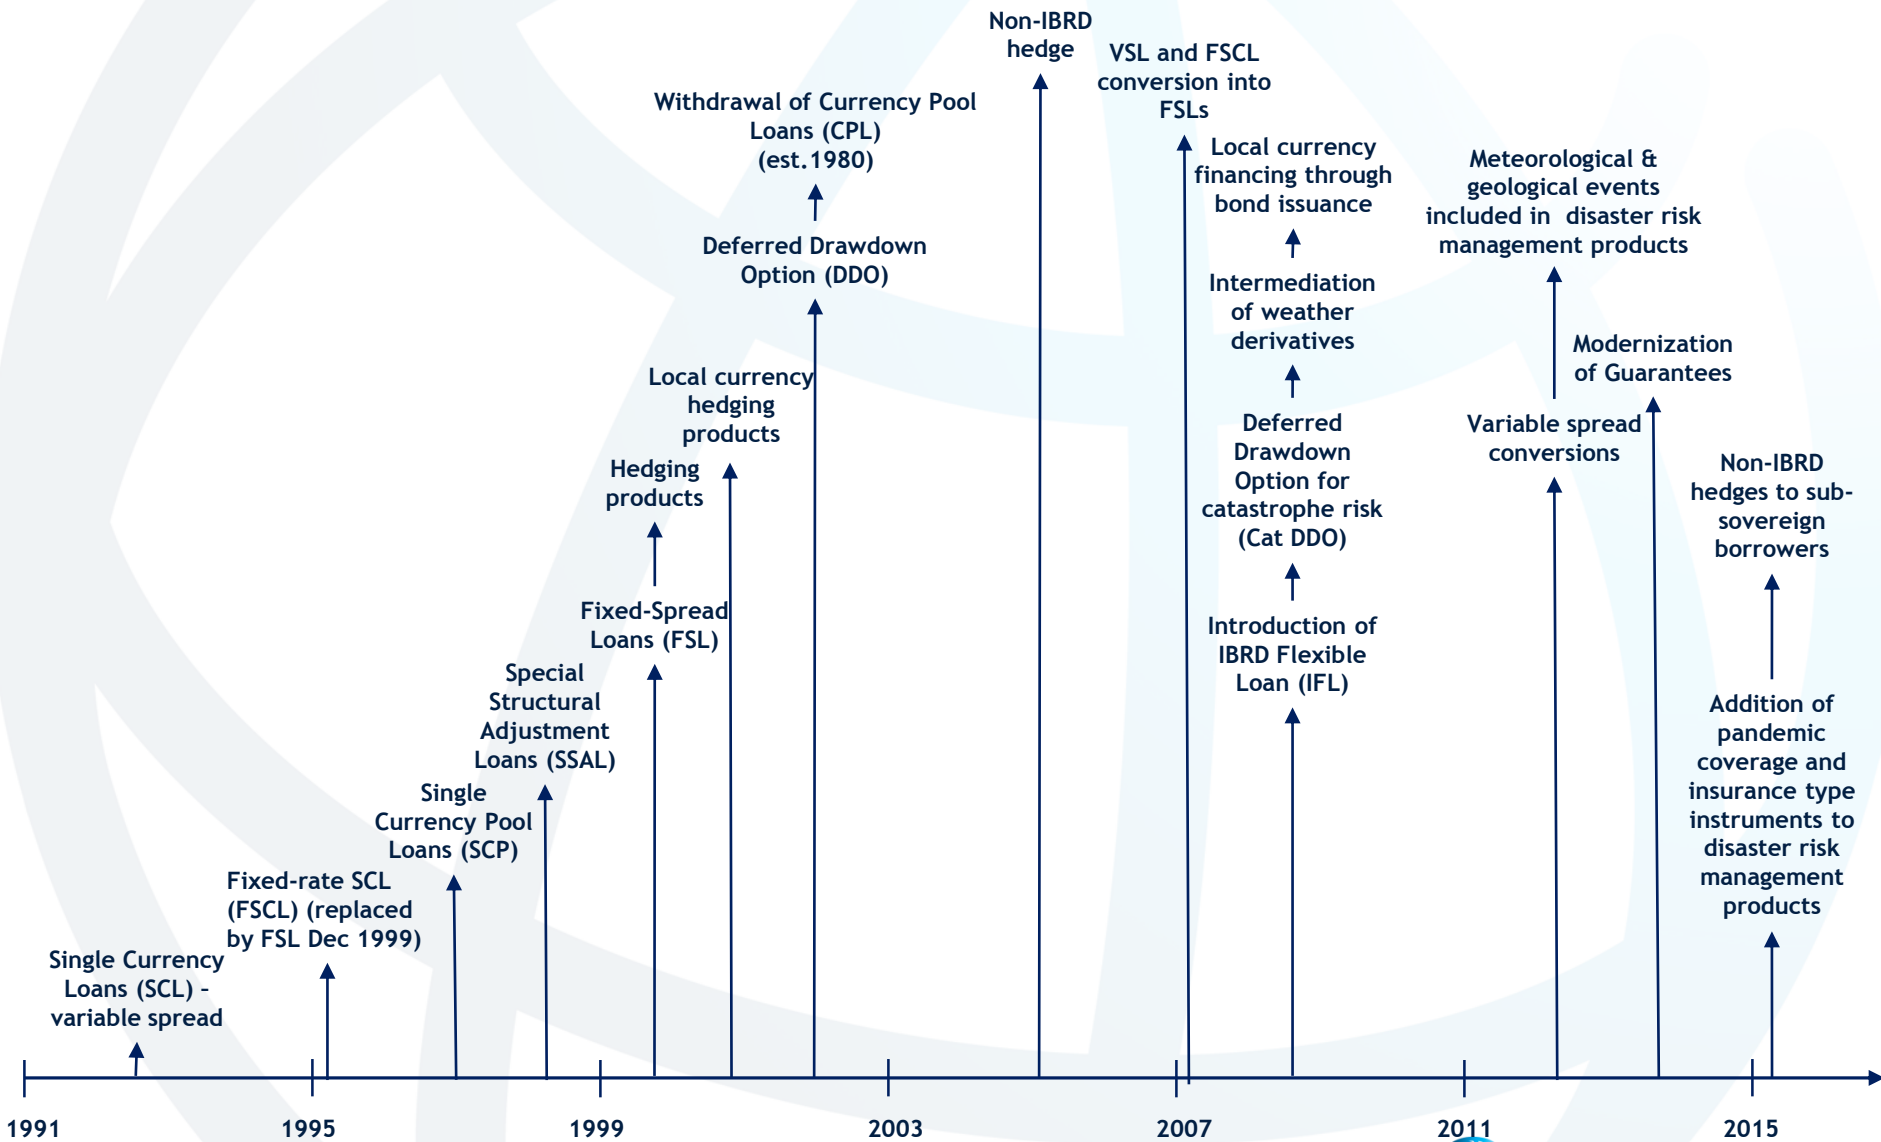 Non-IBRD
hedge
VSL and FSCL
conversion into
FSLs
Withdrawal of Currency Pool
Loans (CPL)
(est.1980)
Local currency
financing through
bond issuance
Meteorological &
geological events
included in disaster risk
management products
Deferred Drawdown
Option (DDO)
Intermediation
of weather
derivatives
Modernization
of Guarantees
Local currency
hedging
products
Deferred
Drawdown
Option for
catastrophe risk
(Cat DDO)
Variable spread
conversions
Hedging
products
Non-IBRD
hedges to sub-
sovereign
borrowers
Fixed-Spread
Loans (FSL)
Introduction of
IBRD Flexible
Loan (IFL)
Special
Structural
Adjustment
Loans (SSAL)
Addition of
pandemic
coverage and
insurance type
instruments to
disaster risk
management
products
Single
Currency Pool
Loans (SCP)
Fixed-rate SCL
(FSCL) (replaced
by FSL Dec 1999)
Single Currency
Loans (SCL) –
variable spread
1991 1995 1999 2003 2007 2011 2015